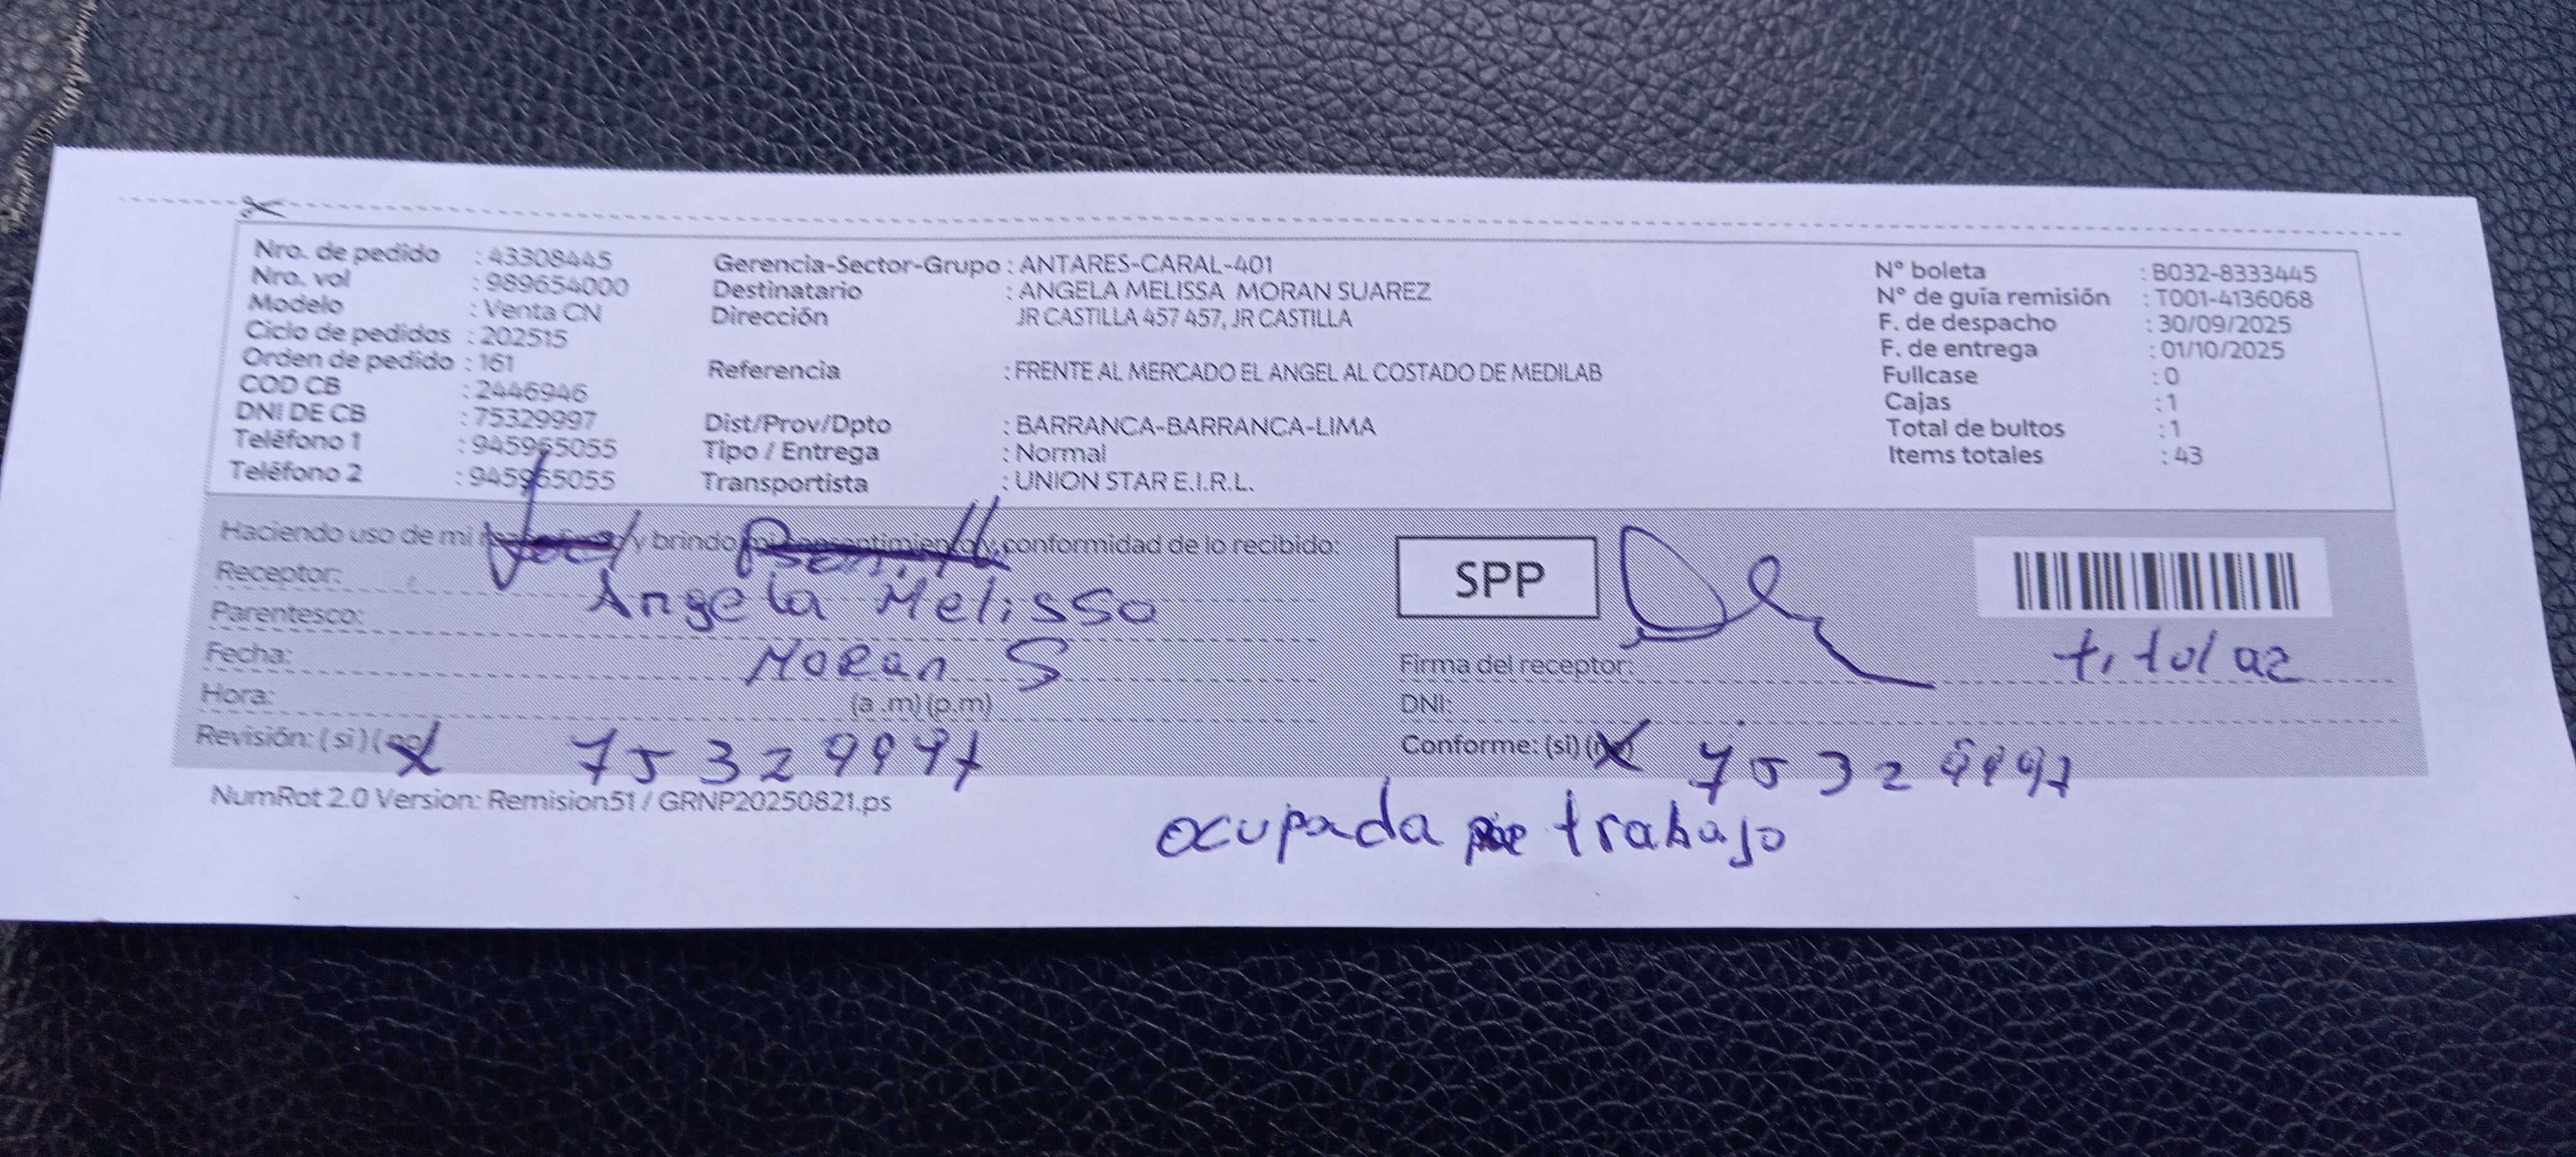 Nro. de pedido : 43308445
Nro. vol : 989654000
Modelo : Venta CN
Ciclo de pedidos : 202515
Orden de pedido : 161
COD CB : 2446946
DNI DE CB : 75329997
Teléfono 1 : 945965055
Teléfono 2 : 945965055
Gerencia-Sector-Grupo : ANTARES-CARAL-401
Destinatario : ANGELA MELISSA MORAN SUAREZ
Dirección JR CASTILLA 457 457, JR CASTILLA
Referencia : FRENTE AL MERCADO EL ANGEL AL COSTADO DE MEDILAB
Dist/Prov/Dpto : BARRANCA-BARRANCA-LIMA
Tipo / Entrega : Normal
Transportista : UNION STAR E.I.R.L.
N° boleta : B032-8333445
N° de guía remisión : T001-4136068
F. de despacho : 30/09/2025
F. de entrega : 01/10/2025
Fullcase : 0
Cajas : 1
Total de bultos : 1
Items totales : 43
Haciendo uso de mi y brindo conformidad de lo recibido:
Receptor: Angela Melissa
Parentesco:
Fecha: Moran S
Hora: (a .m) (p.m)
Revisión: ( si ) ( no) 75329997
SPP
titolaz
Firma del receptor:
DNI:
Conforme: (si) (no) 75329997
NumRot 2.0 Version: Remision51 / GRNP20250821.ps
ocupada trabajo